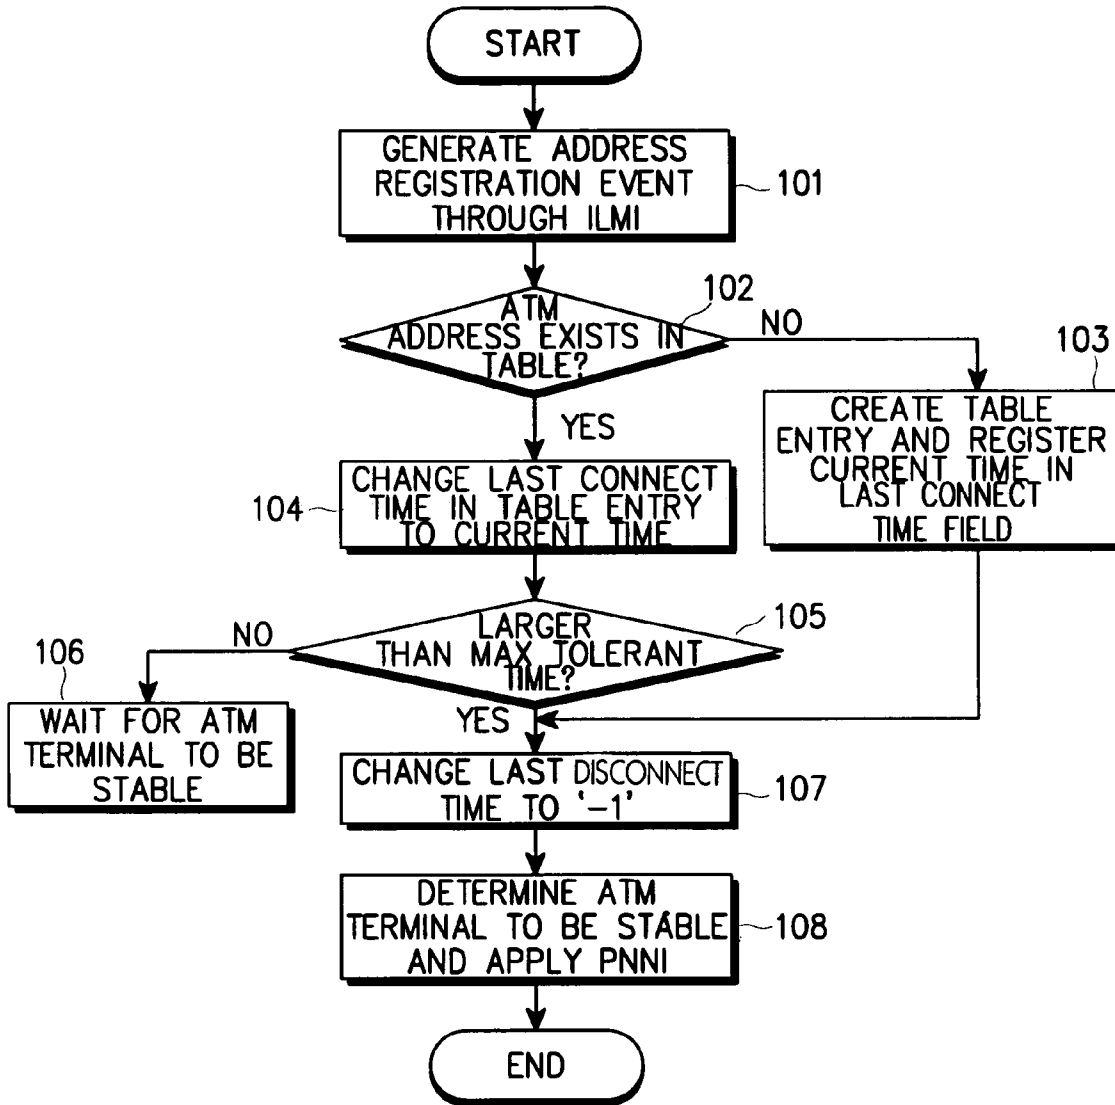 START
GENERATE ADDRESS
REGISTRATION EVENT
THROUGH ILMI
101
ATM
ADDRESS EXISTS IN
TABLE?
102
NO
YES
103
CREATE TABLE
ENTRY AND REGISTER
CURRENT TIME IN
LAST CONNECT
TIME FIELD
CHANGE LAST CONNECT
TIME IN TABLE ENTRY
TO CURRENT TIME
104
LARGER
THAN MAX TOLERANT
TIME?
105
NO
YES
106
WAIT FOR ATM
TERMINAL TO BE
STABLE
CHANGE LAST DISCONNECT
TIME TO '-1'
107
DETERMINE ATM
TERMINAL TO BE STABLE
AND APPLY PNNI
108
END